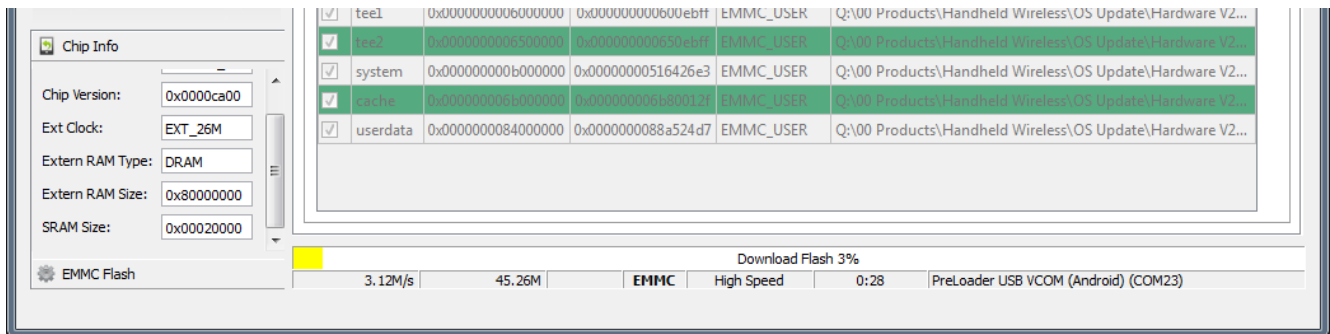 tee1 0x0000000006000000 0x000000000600ebff EMMC_USER Q:\00 Products\Handheld Wireless\OS Update\Hardware V2...
Chip Info
tee2 0x0000000006500000 0x000000000650ebff EMMC_USER Q:\00 Products\Handheld Wireless\OS Update\Hardware V2...
system 0x000000000b000000 0x00000000516426e3 EMMC_USER Q:\00 Products\Handheld Wireless\OS Update\Hardware V2...
Chip Version: 0x0000ca00
cache 0x000000006b000000 0x000000006b80012f EMMC_USER Q:\00 Products\Handheld Wireless\OS Update\Hardware V2...
Ext Clock: EXT_26M
userdata 0x0000000084000000 0x0000000088a524d7 EMMC_USER Q:\00 Products\Handheld Wireless\OS Update\Hardware V2...
Extern RAM Type: DRAM
Extern RAM Size: 0x80000000
SRAM Size: 0x00020000
Download Flash 3%
EMMC Flash
3.12M/s 45.26M EMMC High Speed 0:28 PreLoader USB VCOM (Android) (COM23)